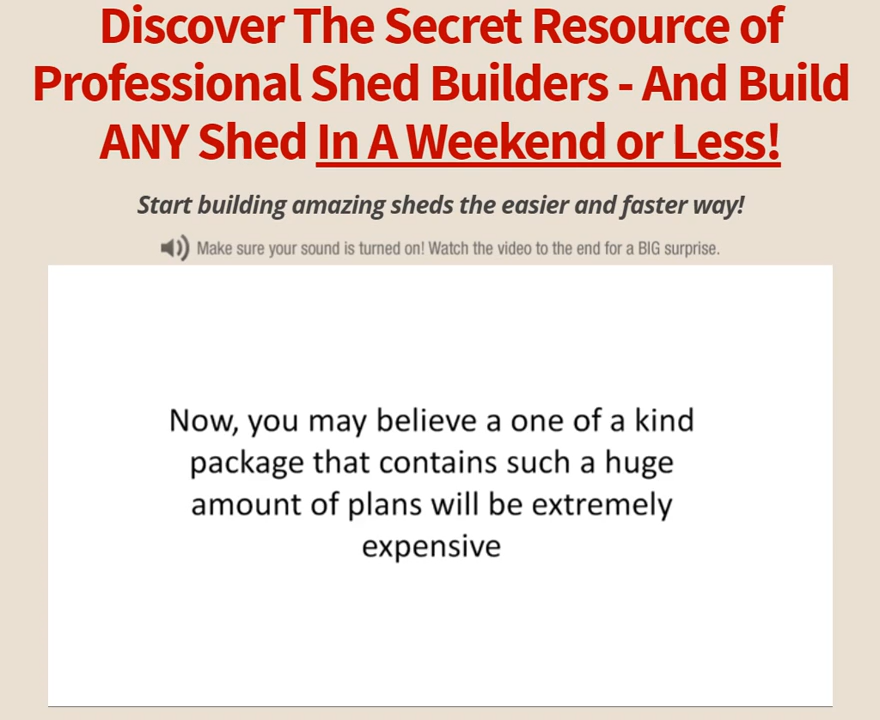 Discover The Secret Resource of
Professional Shed Builders - And Build
ANY Shed In A Weekend or Less!
Start building amazing sheds the easier and faster way!
Make sure your sound is turned on! Watch the video to the end for a BIG surprise.
Now, you may believe a one of a kind
package that contains such a huge
amount of plans will be extremely
expensive